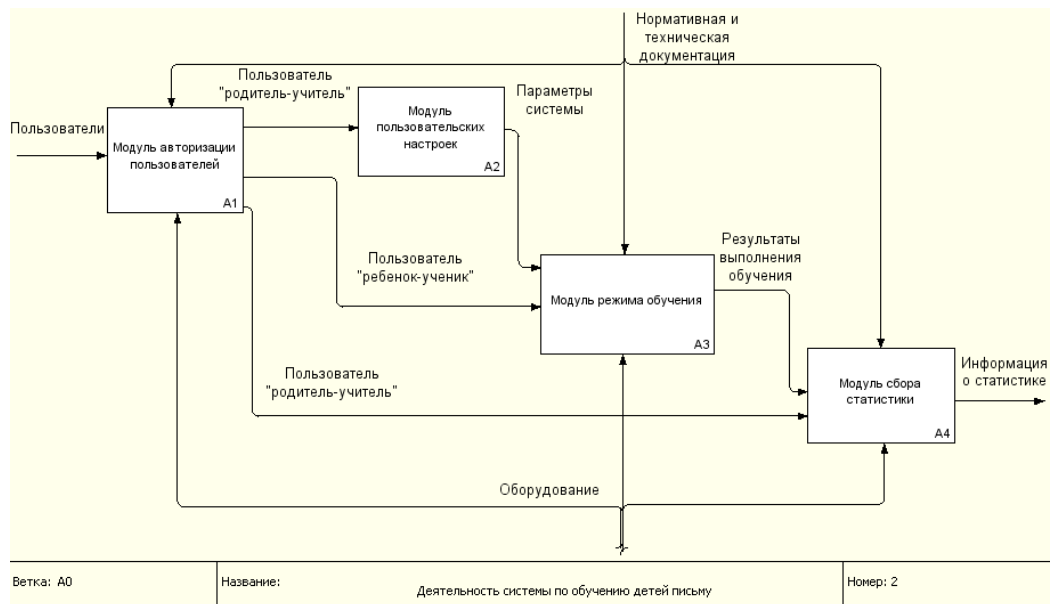 Нормативная и
техническая
документация
Пользователь
"родитель-учитель"
Параметры
системы
Пользователи
Модуль авторизации
пользователей
A1
Модуль
пользовательских
настроек
A2
Пользователь
"ребенок-ученик"
Результаты
выполнения
обучения
Модуль режима обучения
A3
Пользователь
"родитель-учитель"
Информация
о статистике
Модуль сбора
статистики
A4
Оборудование
Ветка: A0
Название:
Деятельность системы по обучению детей письму
Номер: 2